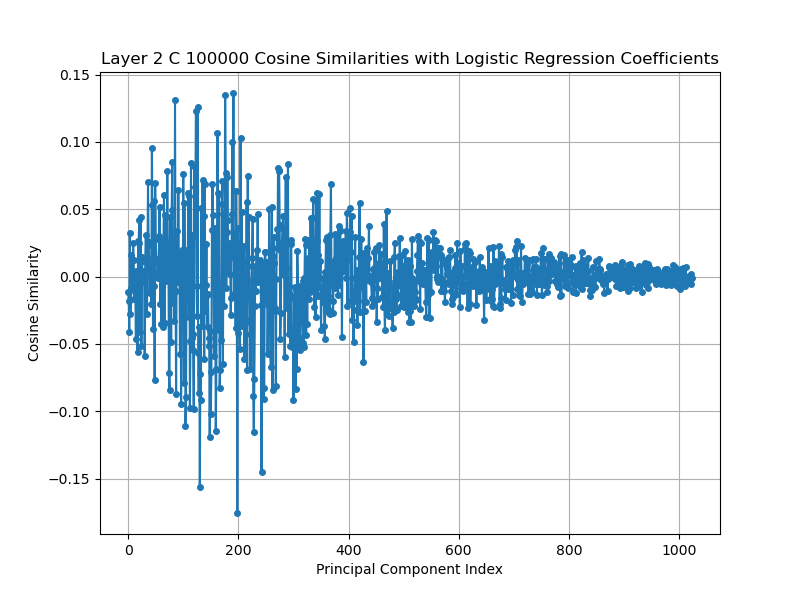 Layer 2 C 100000 Cosine Similarities with Logistic Regression Coefficients
0.15
0.10
0.05
0.00
−0.05
−0.10
−0.15
Cosine Similarity
0 200 400 600 800 1000
Principal Component Index